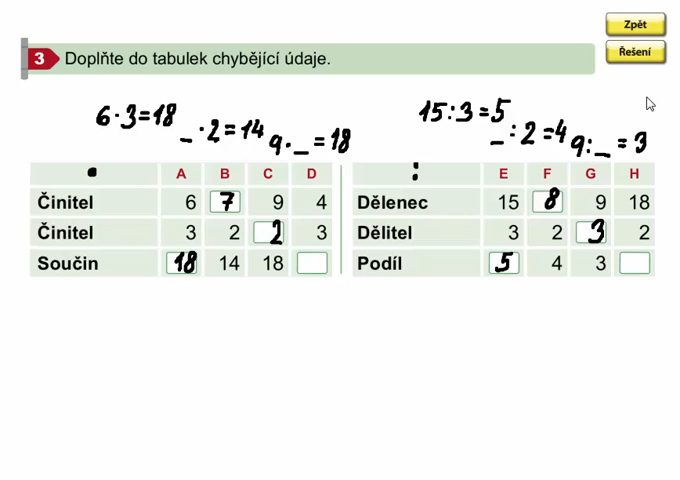 Zpět
3 Doplňte do tabulek chybějící údaje.
Řešení
6·3=18
_·2=14
9·_=18
15:3=5
_:2=4
9:_=3
· A B C D
Činitel 6 7 9 4
Činitel 3 2 2 3
Součin 18 14 18
: E F G H
Dělenec 15 8 9 18
Dělitel 3 2 3 2
Podíl 5 4 3